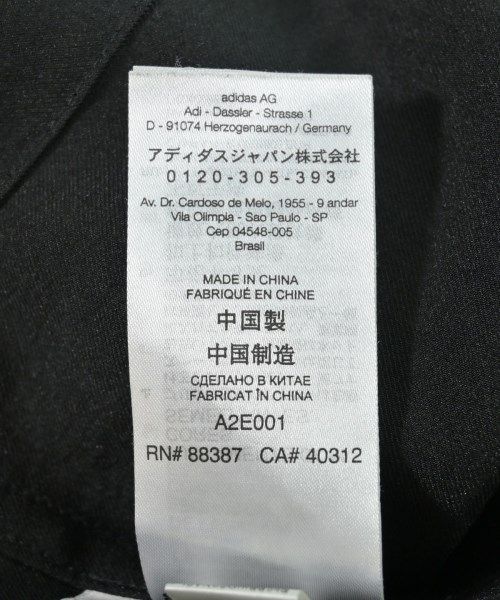 adidas AG
Adi - Dassler - Strasse 1
D - 91074 Herzogenaurach / Germany
アディダスジャパン株式会社
0120-305-393
Av. Dr. Cardoso de Melo, 1955 - 9 andar
Vila Olimpia - Sao Paulo - SP
Cep 04548-005
Brasil
MADE IN CHINA
FABRIQUÉ EN CHINE
中国製
中国制造
СДЕЛАНО В КИТАЕ
FABRICAT ÎN CHINA
A2E001
RN# 88387 CA# 40312